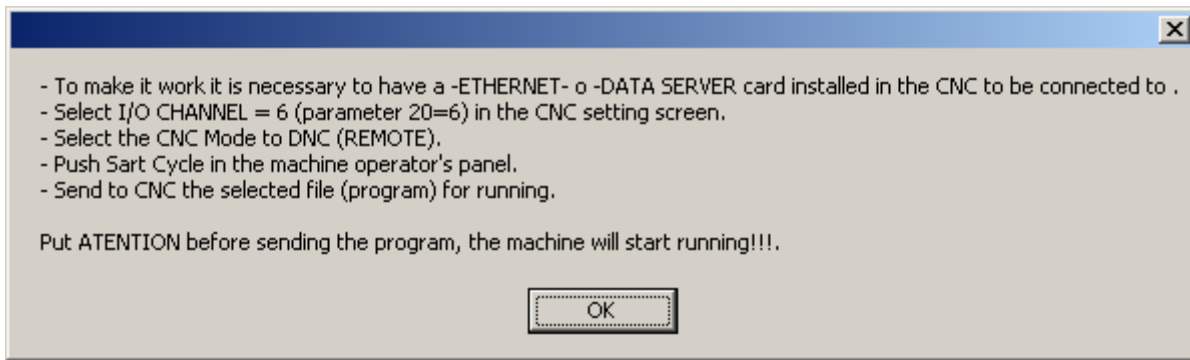 - To make it work it is necessary to have a -ETHERNET- o -DATA SERVER card installed in the CNC to be connected to .
- Select I/O CHANNEL = 6 (parameter 20=6) in the CNC setting screen.
- Select the CNC Mode to DNC (REMOTE).
- Push Sart Cycle in the machine operator's panel.
- Send to CNC the selected file (program) for running.
Put ATENTION before sending the program, the machine will start running!!!.
OK